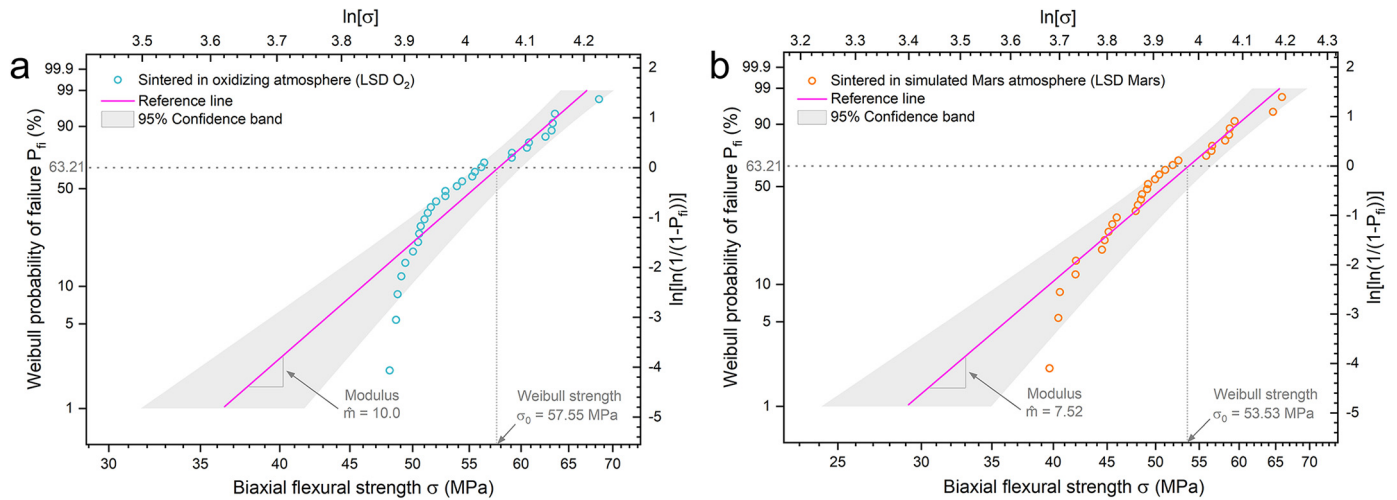 a
ln[σ]
3.5 3.6 3.7 3.8 3.9 4 4.1 4.2
Sintered in oxidizing atmosphere (LSD O₂)
Reference line
95% Confidence band
Weibull probability of failure P_fi (%)
99.9
99
90
63.21
50
10
5
1
2
1
0
-1
-2
-3
-4
-5
ln[ln(1/(1-P_fi))]
Modulus
m̂ = 10.0
Weibull strength
σ₀ = 57.55 MPa
30 35 40 45 50 55 60 65 70
Biaxial flexural strength σ (MPa)
b
ln[σ]
3.2 3.3 3.4 3.5 3.6 3.7 3.8 3.9 4 4.1 4.2 4.3
Sintered in simulated Mars atmosphere (LSD Mars)
Reference line
95% Confidence band
Weibull probability of failure P_fi (%)
99.9
99
90
63.21
50
10
5
1
2
1
0
-1
-2
-3
-4
-5
ln[ln(1/(1-P_fi))]
Modulus
m̂ = 7.52
Weibull strength
σ₀ = 53.53 MPa
25 30 35 40 45 50 55 60 65 70
Biaxial flexural strength σ (MPa)